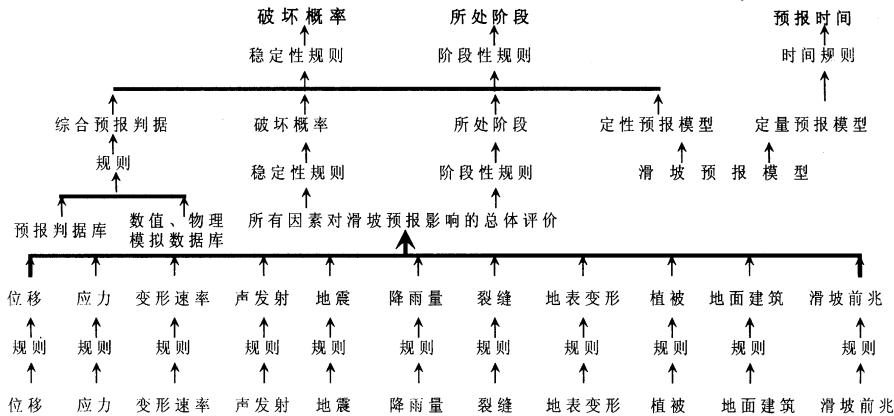 破坏概率 所处阶段 预报时间
稳定性规则 阶段性规则 时间规则
综合预报判据 破坏概率 所处阶段 定性预报模型 定量预报模型
规则
稳定性规则 阶段性规则 滑坡预报模型
预报判据库 数值、物理模拟数据库 所有因素对滑坡预报影响的总体评价
位移 应力 变形速率 声发射 地震 降雨量 裂缝 地表变形 植被 地面建筑 滑坡前兆
规则 规则 规则 规则 规则 规则 规则 规则 规则 规则 规则
位移 应力 变形速率 声发射 地震 降雨量 裂缝 地表变形 植被 地面建筑 滑坡前兆